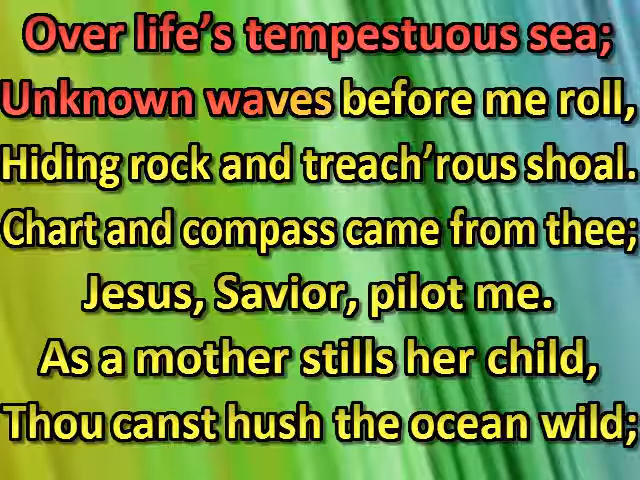 Over life’s tempestuous sea;
Unknown waves before me roll,
Hiding rock and treach’rous shoal.
Chart and compass came from thee;
Jesus, Savior, pilot me.
As a mother stills her child,
Thou canst hush the ocean wild;